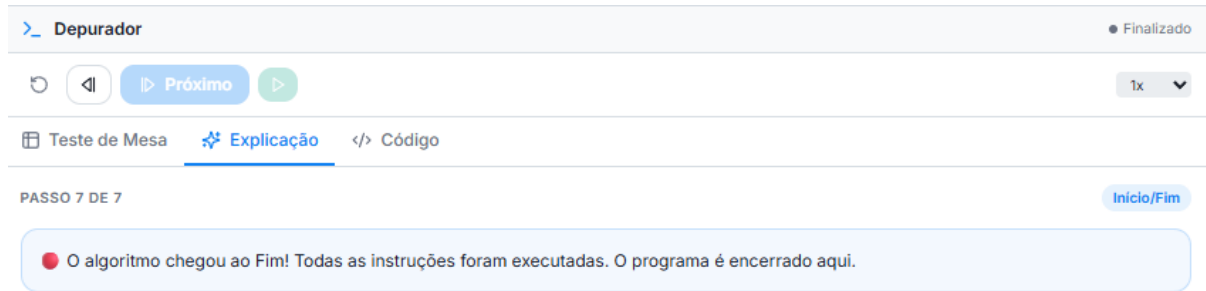 >_ Depurador
Finalizado
Próximo
1x
Teste de Mesa
Explicação
</> Código
PASSO 7 DE 7
Início/Fim
O algoritmo chegou ao Fim! Todas as instruções foram executadas. O programa é encerrado aqui.